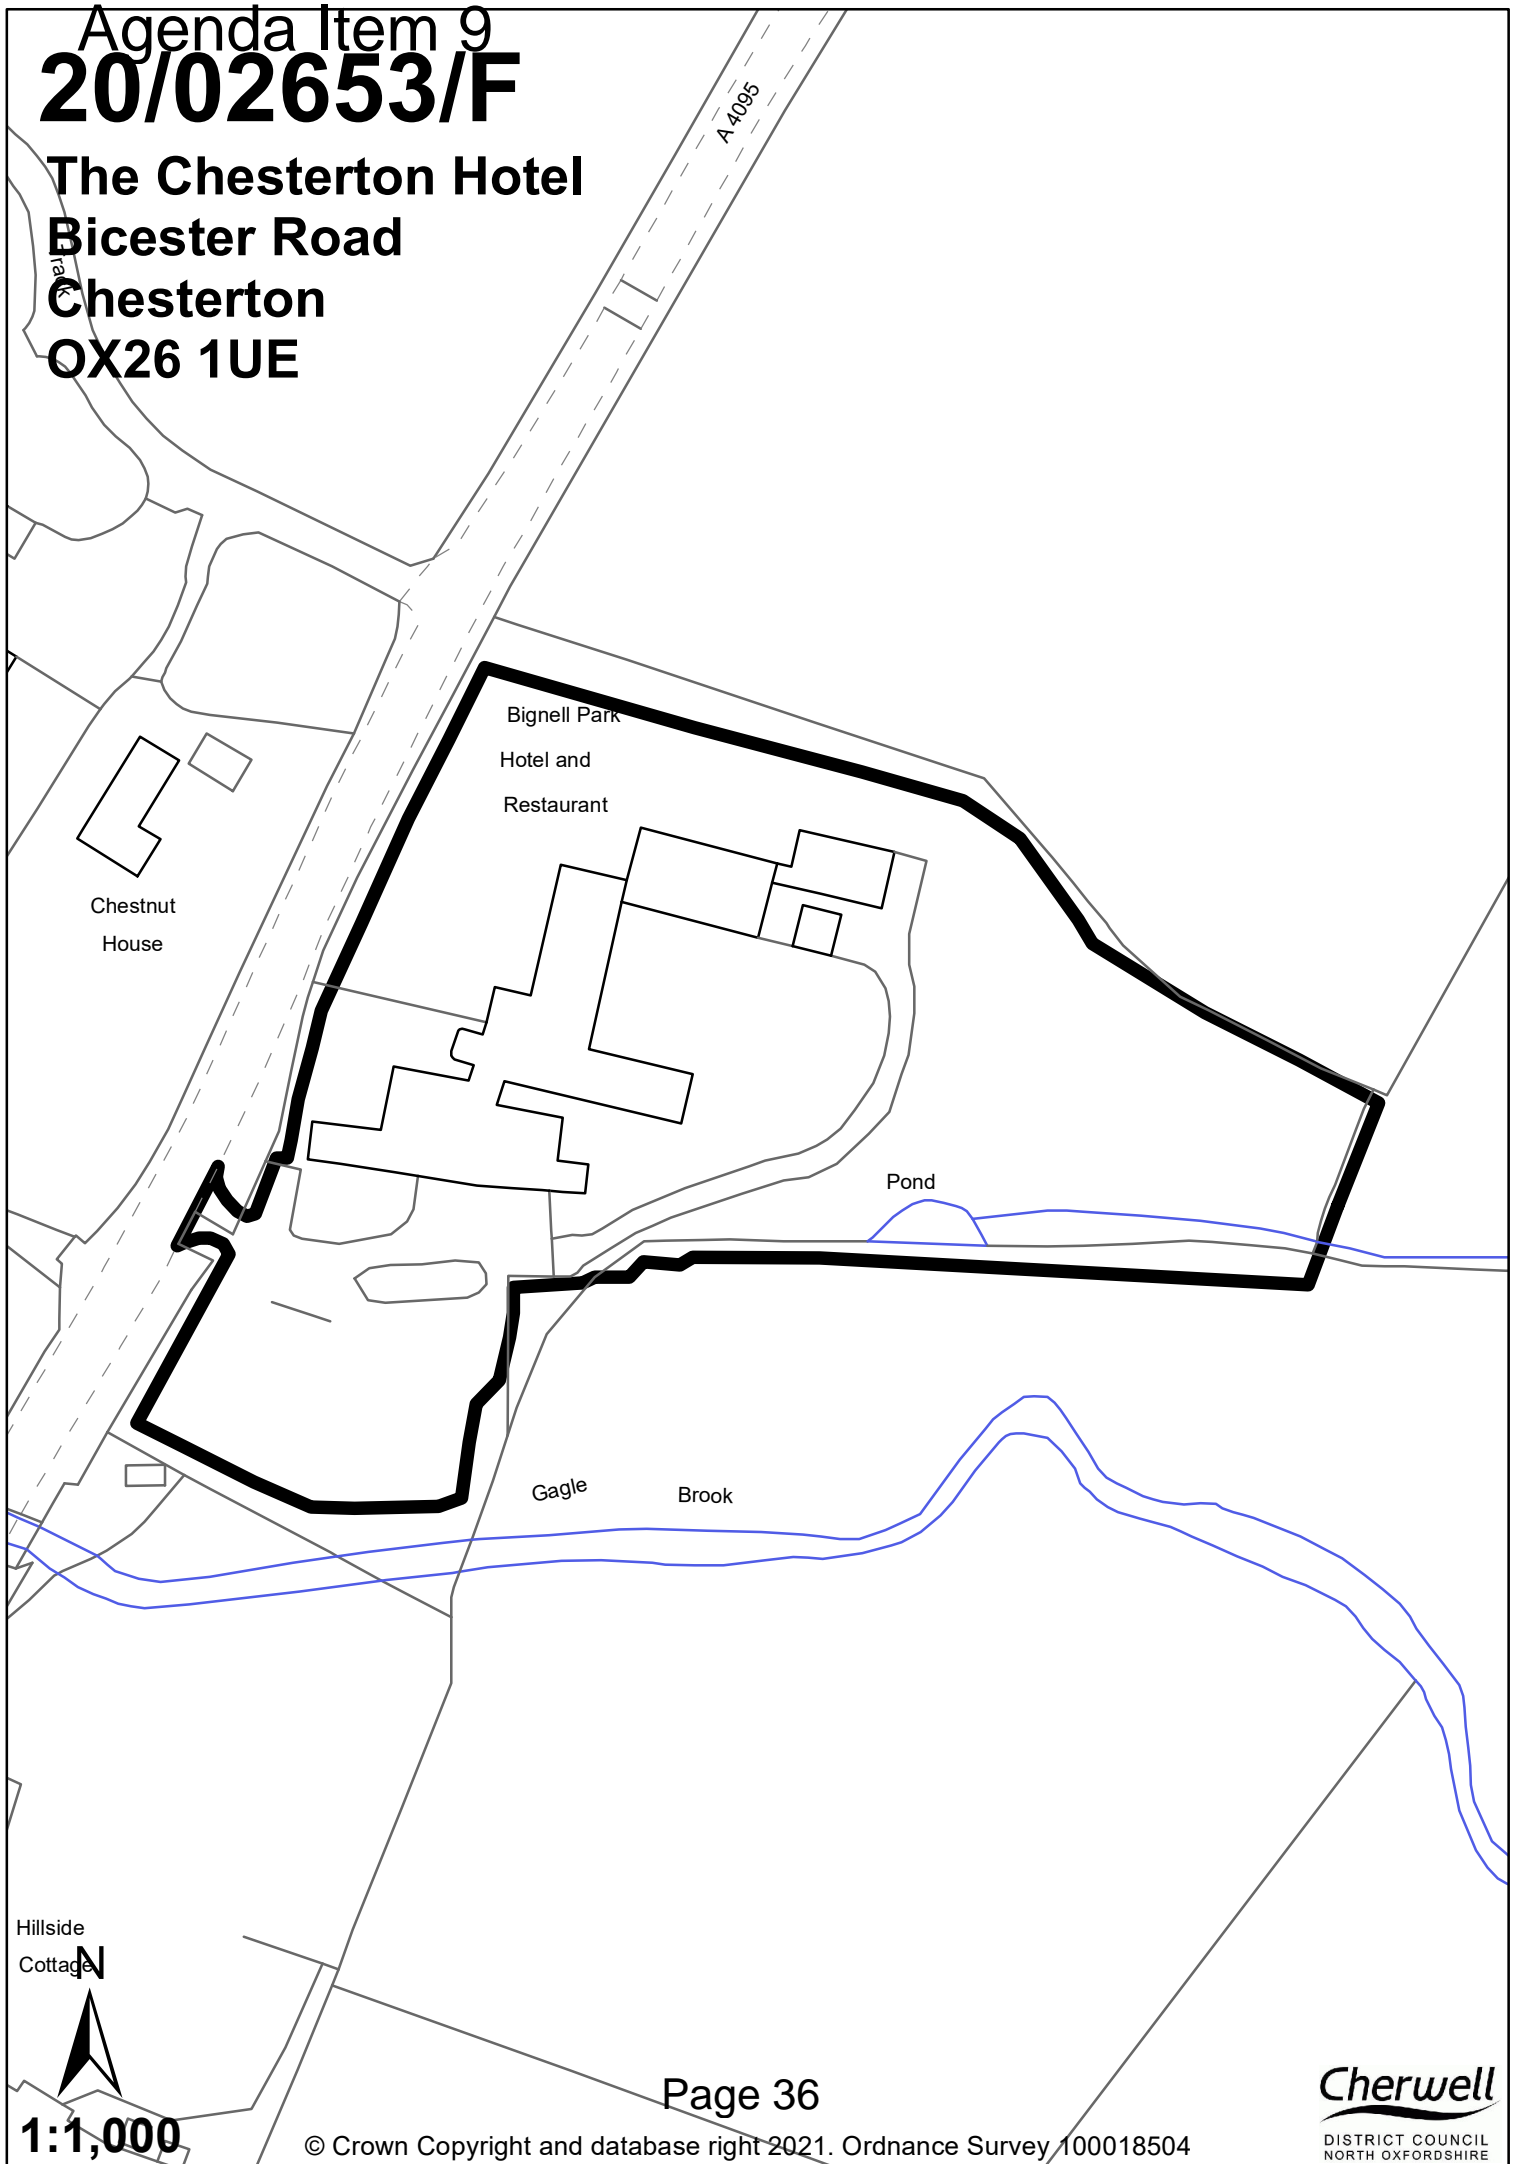 Agenda Item 9
20/02653/F
The Chesterton Hotel
Bicester Road
Chesterton
OX26 1UE
Track
A 4095
Bignell Park
Hotel and
Restaurant
Chestnut
House
Pond
Gagle Brook
Hillside
Cottage
N
1:1,000
Page 36
© Crown Copyright and database right 2021. Ordnance Survey 100018504
Cherwell
DISTRICT COUNCIL
NORTH OXFORDSHIRE